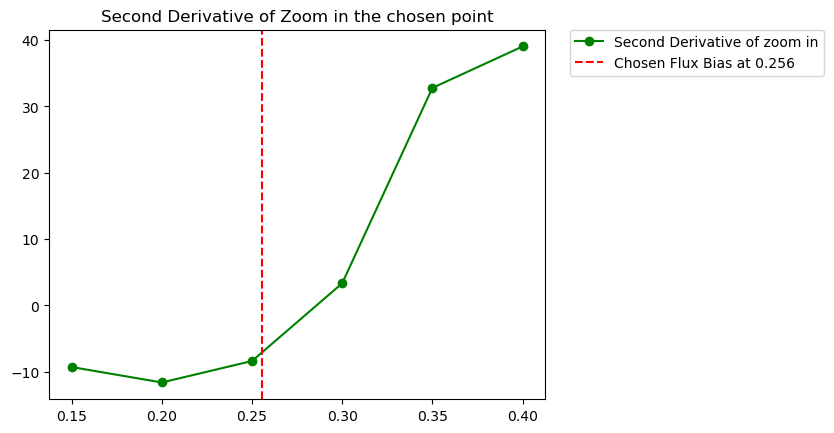 Second Derivative of Zoom in the chosen point
Second Derivative of zoom in
Chosen Flux Bias at 0.256
40
30
20
10
0
−10
0.15 0.20 0.25 0.30 0.35 0.40